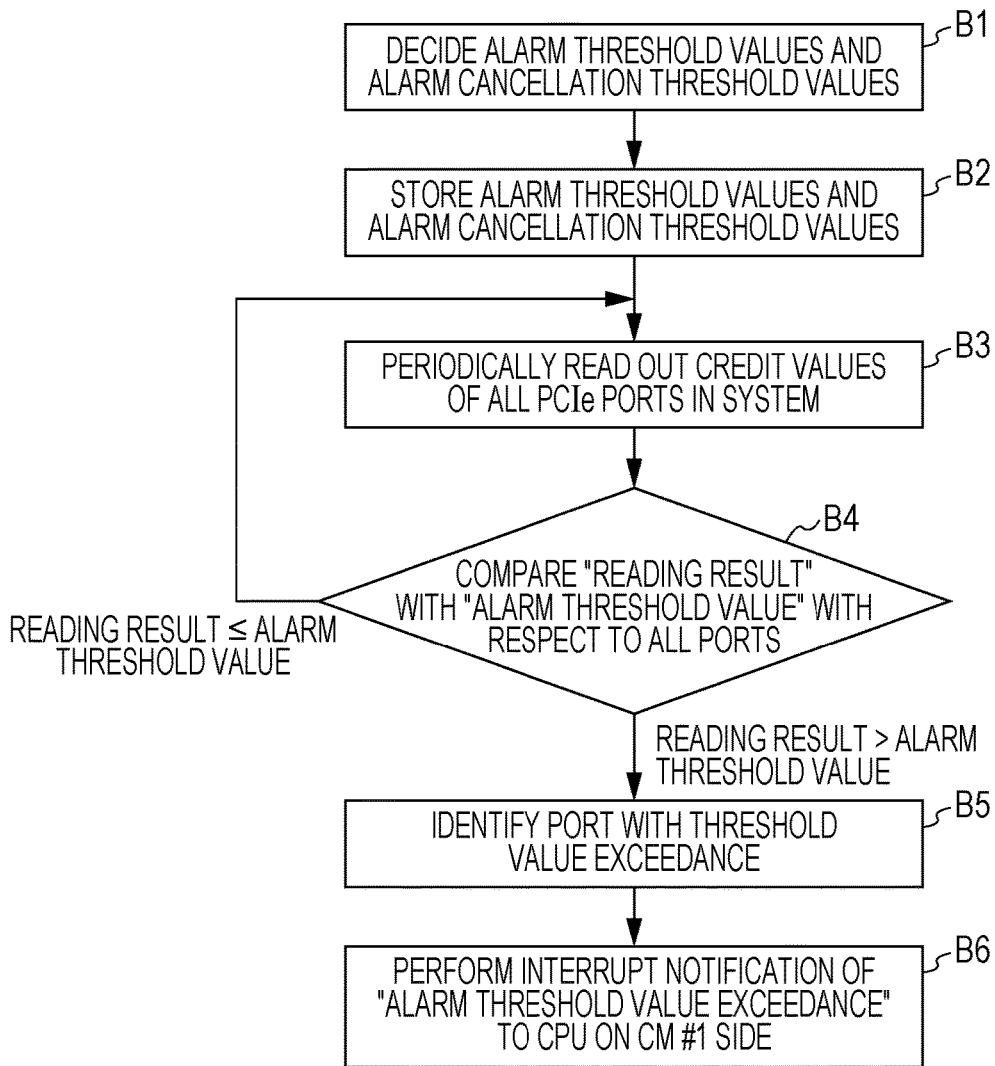 B1
DECIDE ALARM THRESHOLD VALUES AND
ALARM CANCELLATION THRESHOLD VALUES
B2
STORE ALARM THRESHOLD VALUES AND
ALARM CANCELLATION THRESHOLD VALUES
B3
PERIODICALLY READ OUT CREDIT VALUES
OF ALL PCIe PORTS IN SYSTEM
B4
COMPARE "READING RESULT"
WITH "ALARM THRESHOLD VALUE" WITH
RESPECT TO ALL PORTS
READING RESULT ≤ ALARM
THRESHOLD VALUE
READING RESULT > ALARM
THRESHOLD VALUE
B5
IDENTIFY PORT WITH THRESHOLD
VALUE EXCEEDANCE
B6
PERFORM INTERRUPT NOTIFICATION OF
"ALARM THRESHOLD VALUE EXCEEDANCE"
TO CPU ON CM #1 SIDE